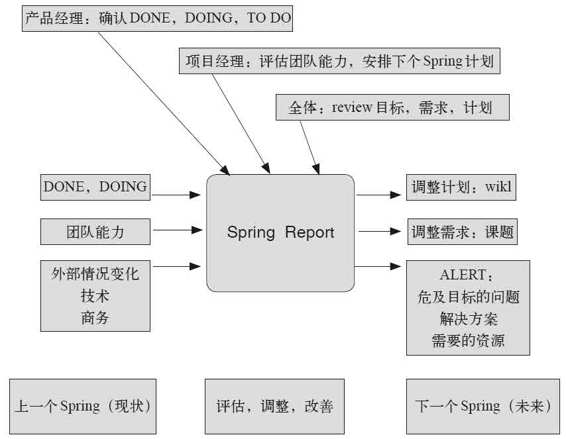 产品经理：确认DONE，DOING，TO DO
项目经理：评估团队能力，安排下个Spring计划
全体：review目标，需求，计划
DONE，DOING
团队能力
外部情况变化
技术
商务
Spring Report
调整计划：wikl
调整需求：课题
ALERT；
危及目标的问题
解决方案
需要的资源
上一个Spring（现状）
评估，调整，改善
下一个Spring（未来）